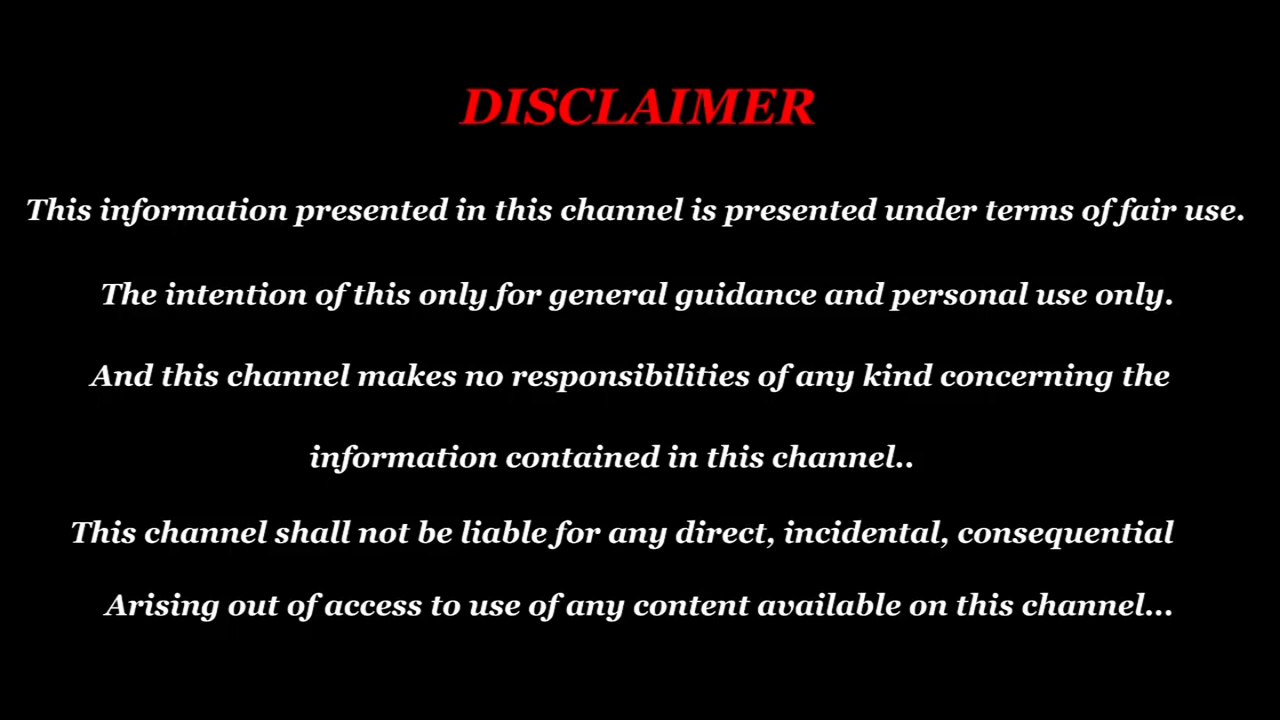 DISCLAIMER
This information presented in this channel is presented under terms of fair use.
The intention of this only for general guidance and personal use only.
And this channel makes no responsibilities of any kind concerning the
information contained in this channel..
This channel shall not be liable for any direct, incidental, consequential
Arising out of access to use of any content available on this channel...